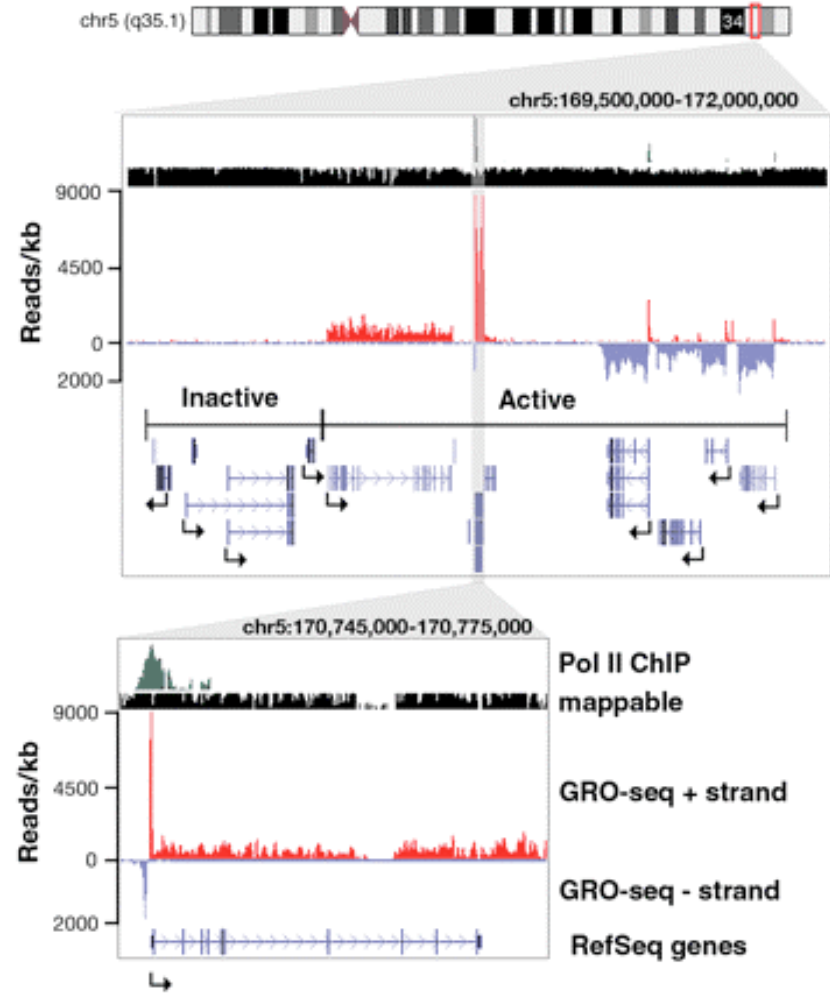 chr5 (q35.1)
34
chr5:169,500,000-172,000,000
9000
4500
0
2000
Reads/kb
Inactive
Active
chr5:170,745,000-170,775,000
Pol II ChIP
mappable
9000
4500
0
2000
Reads/kb
GRO-seq + strand
GRO-seq - strand
RefSeq genes